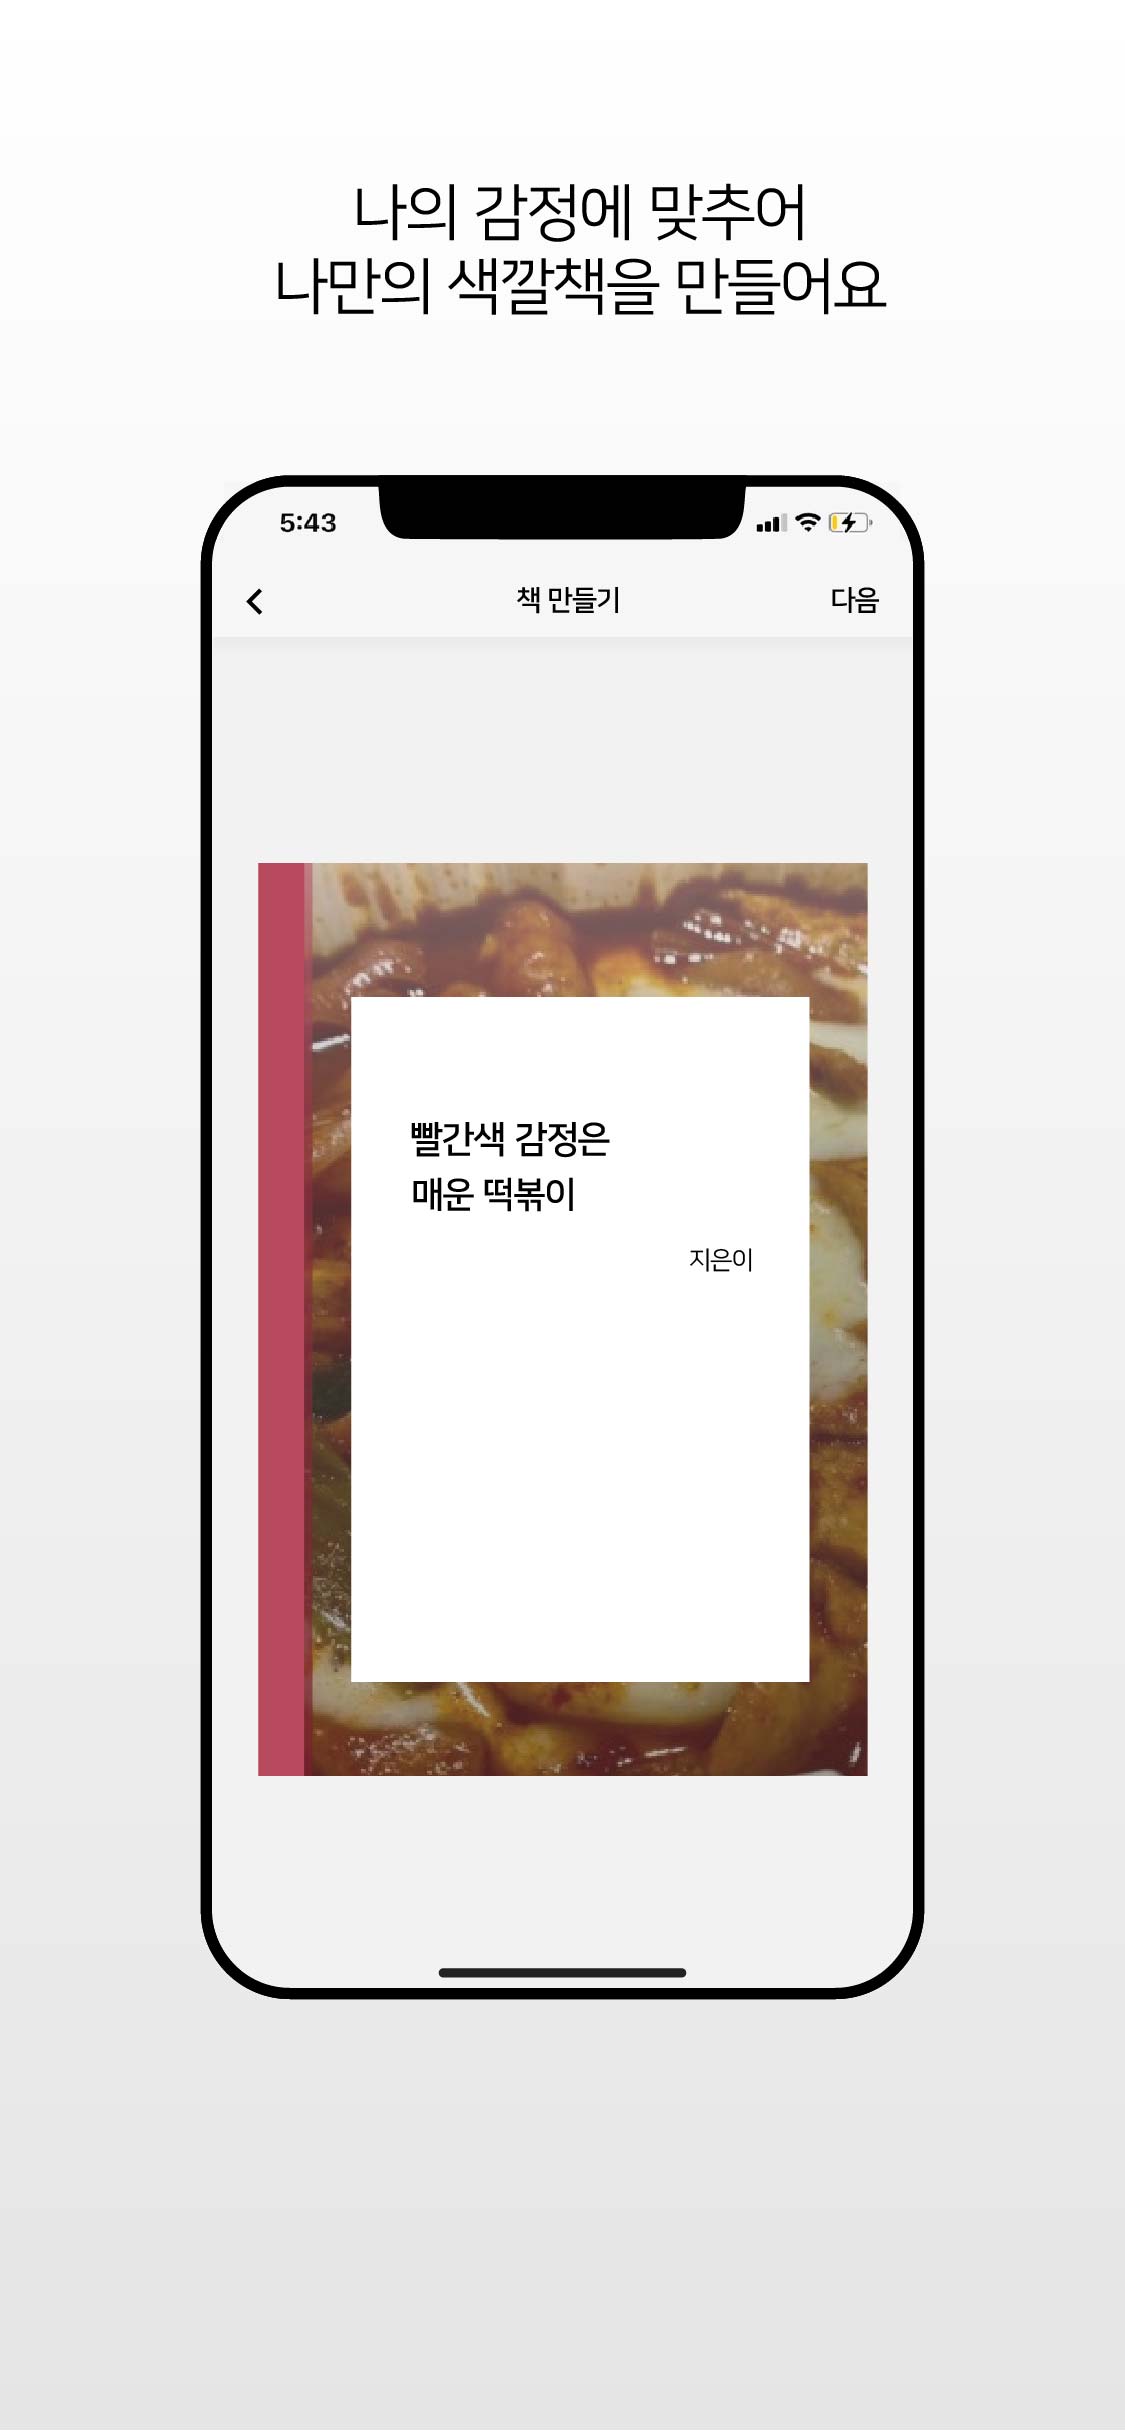 나의 감정에 맞추어
나만의 색깔책을 만들어요
5:43
책 만들기
다음
빨간색 감정은
매운 떡볶이
지은이